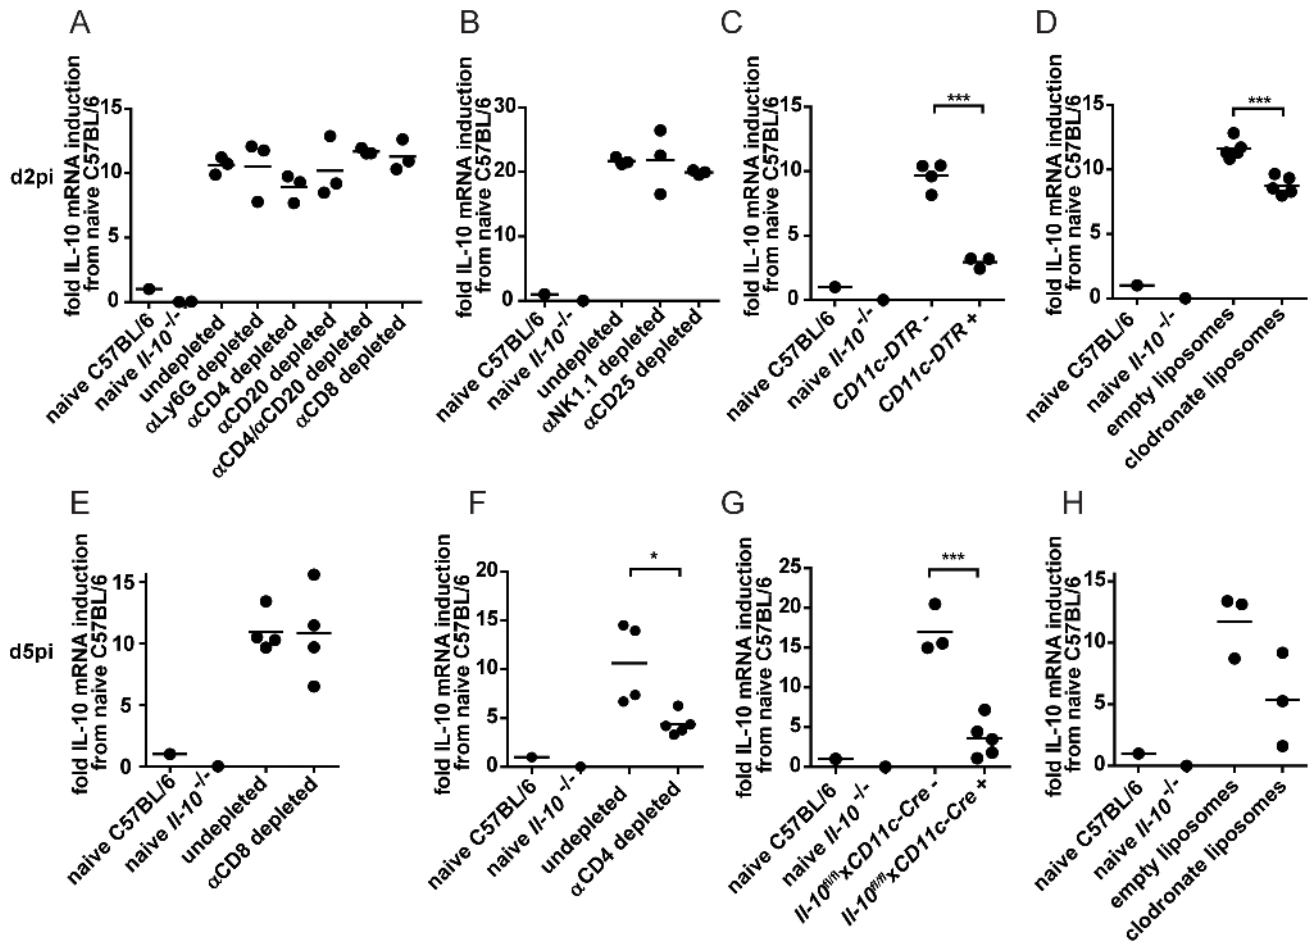 A
B
C
D
d2pi
fold IL-10 mRNA induction
from naive C57BL/6
15
10
5
0
naive C57BL/6
naive Il-10-/-
undepleted
αLy6G depleted
αCD4 depleted
αCD20 depleted
αCD4/αCD20 depleted
αCD8 depleted
fold IL-10 mRNA induction
from naive C57BL/6
30
20
10
0
naive C57BL/6
naive Il-10-/-
undepleted
αNK1.1 depleted
αCD25 depleted
fold IL-10 mRNA induction
from naive C57BL/6
15
10
5
0
***
naive C57BL/6
naive Il-10-/-
CD11c-DTR -
CD11c-DTR +
fold IL-10 mRNA induction
from naive C57BL/6
15
10
5
0
***
naive C57BL/6
naive Il-10-/-
empty liposomes
clodronate liposomes
E
F
G
H
d5pi
fold IL-10 mRNA induction
from naive C57BL/6
15
10
5
0
naive C57BL/6
naive Il-10-/-
undepleted
αCD8 depleted
fold IL-10 mRNA induction
from naive C57BL/6
20
15
10
5
0
*
naive C57BL/6
naive Il-10-/-
undepleted
αCD4 depleted
fold IL-10 mRNA induction
from naive C57BL/6
25
20
15
10
5
0
***
naive C57BL/6
naive Il-10-/-
Il-10fl/flxCD11c-Cre -
Il-10fl/flxCD11c-Cre +
fold IL-10 mRNA induction
from naive C57BL/6
15
10
5
0
naive C57BL/6
naive Il-10-/-
empty liposomes
clodronate liposomes